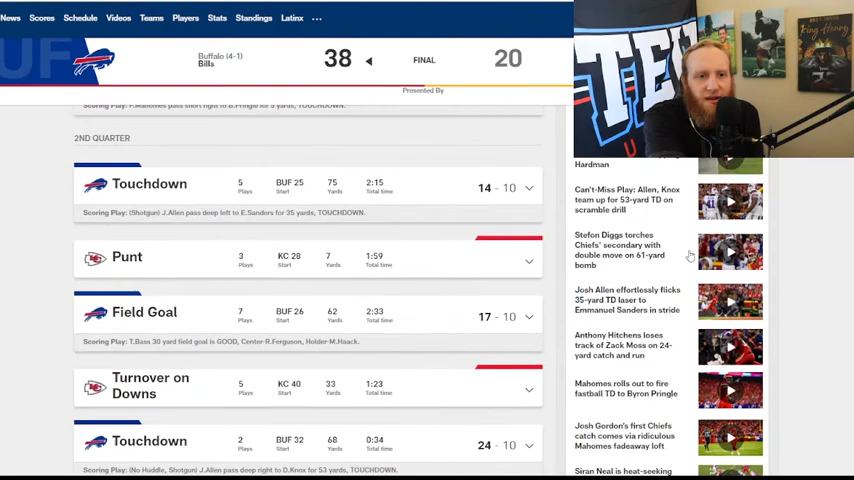 News Scores Schedule Videos Teams Players Stats Standings Latinx ...
Buffalo (4-1)
Bills
38
FINAL
20
Presented By
Scoring Play: P.Mahomes pass short right to B.Pringle for 5 yards, TOUCHDOWN.
2ND QUARTER
Touchdown
5 BUF 25 75 2:15
Plays Start Yards Total time
14 - 10
Scoring Play: (Shotgun) J.Allen pass deep left to E.Sanders for 35 yards, TOUCHDOWN.
Punt
3 KC 28 7 1:59
Plays Start Yards Total time
Field Goal
7 BUF 26 62 2:33
Plays Start Yards Total time
17 - 10
Scoring Play: T.Bass 30 yard field goal is GOOD, Center-R.Ferguson, Holder-M.Haack.
Turnover on
Downs
5 KC 40 33 1:23
Plays Start Yards Total time
Touchdown
2 BUF 32 68 0:34
Plays Start Yards Total time
24 - 10
Scoring Play: (No Huddle, Shotgun) J.Allen pass deep right to D.Knox for 53 yards, TOUCHDOWN.
Hardman
Can't-Miss Play: Allen, Knox
team up for 53-yard TD on
scramble drill
Stefon Diggs torches
Chiefs' secondary with
double move on 61-yard
bomb
Josh Allen effortlessly flicks
35-yard TD laser to
Emmanuel Sanders in stride
Anthony Hitchens loses
track of Zack Moss on 24-
yard catch and run
Mahomes rolls out to fire
fastball TD to Byron Pringle
Josh Gordon's first Chiefs
catch comes via ridiculous
Mahomes fadeaway loft
Siran Neal is heat-seeking
King Henry